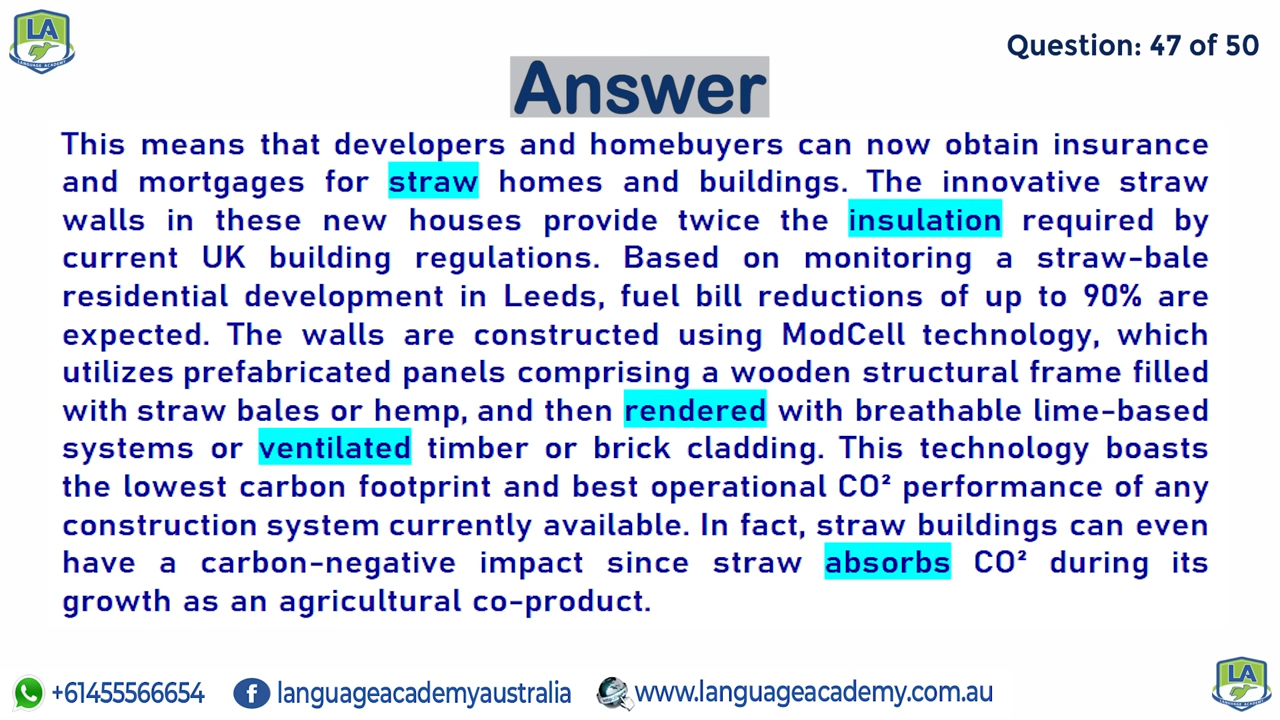 LA
LANGUAGE ACADEMY
Question: 47 of 50
Answer
This means that developers and homebuyers can now obtain insurance
and mortgages for straw homes and buildings. The innovative straw
walls in these new houses provide twice the insulation required by
current UK building regulations. Based on monitoring a straw-bale
residential development in Leeds, fuel bill reductions of up to 90% are
expected. The walls are constructed using ModCell technology, which
utilizes prefabricated panels comprising a wooden structural frame filled
with straw bales or hemp, and then rendered with breathable lime-based
systems or ventilated timber or brick cladding. This technology boasts
the lowest carbon footprint and best operational CO² performance of any
construction system currently available. In fact, straw buildings can even
have a carbon-negative impact since straw absorbs CO² during its
growth as an agricultural co-product.
+61455566654 languageacademyaustralia www.languageacademy.com.au
LA
LANGUAGE ACADEMY